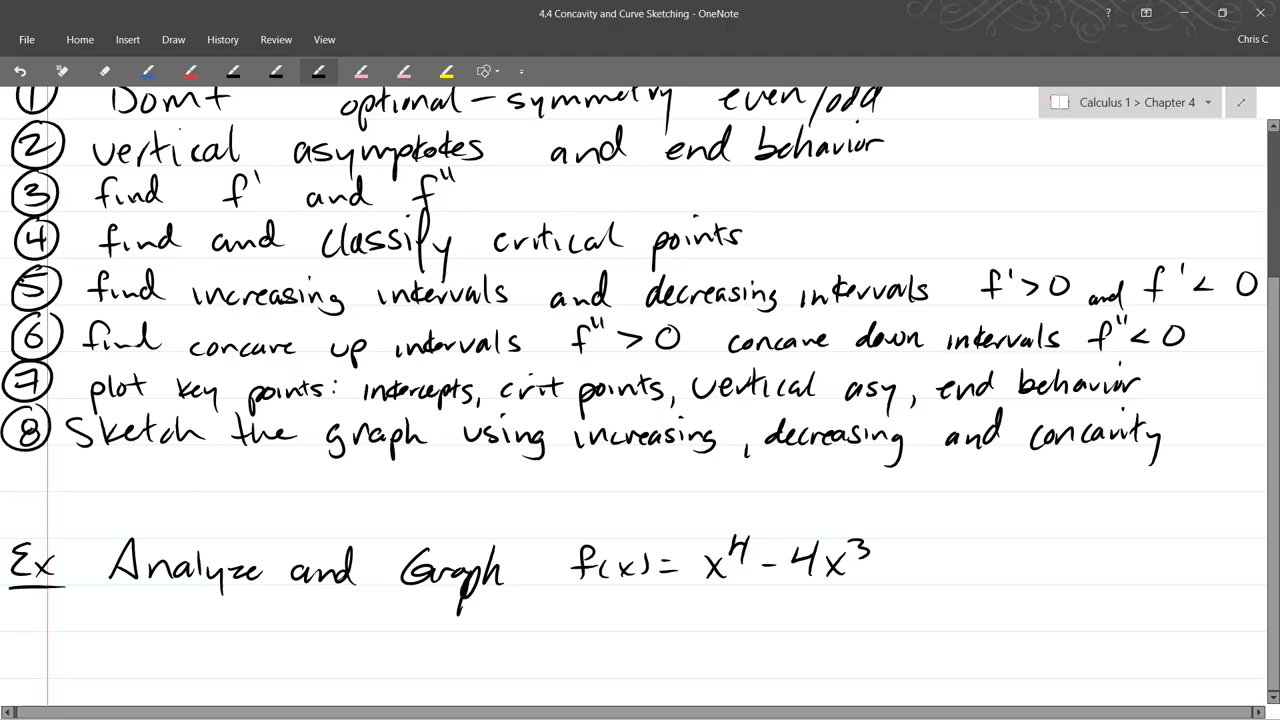 4.4 Concavity and Curve Sketching - OneNote
File Home Insert Draw History Review View
Chris C
Calculus 1 > Chapter 4
① Domf optional - symmetry even/odd
② vertical asymptotes and end behavior
③ find f' and f"
④ find and classify critical points
⑤ find increasing intervals and decreasing intervals f' > 0 and f' < 0
⑥ find concave up intervals f" > 0 concave down intervals f" < 0
⑦ plot key points: intercepts, crit points, vertical asy, end behavior
⑧ Sketch the graph using increasing, decreasing and concavity
Ex Analyze and Graph f(x) = x⁴ - 4x³